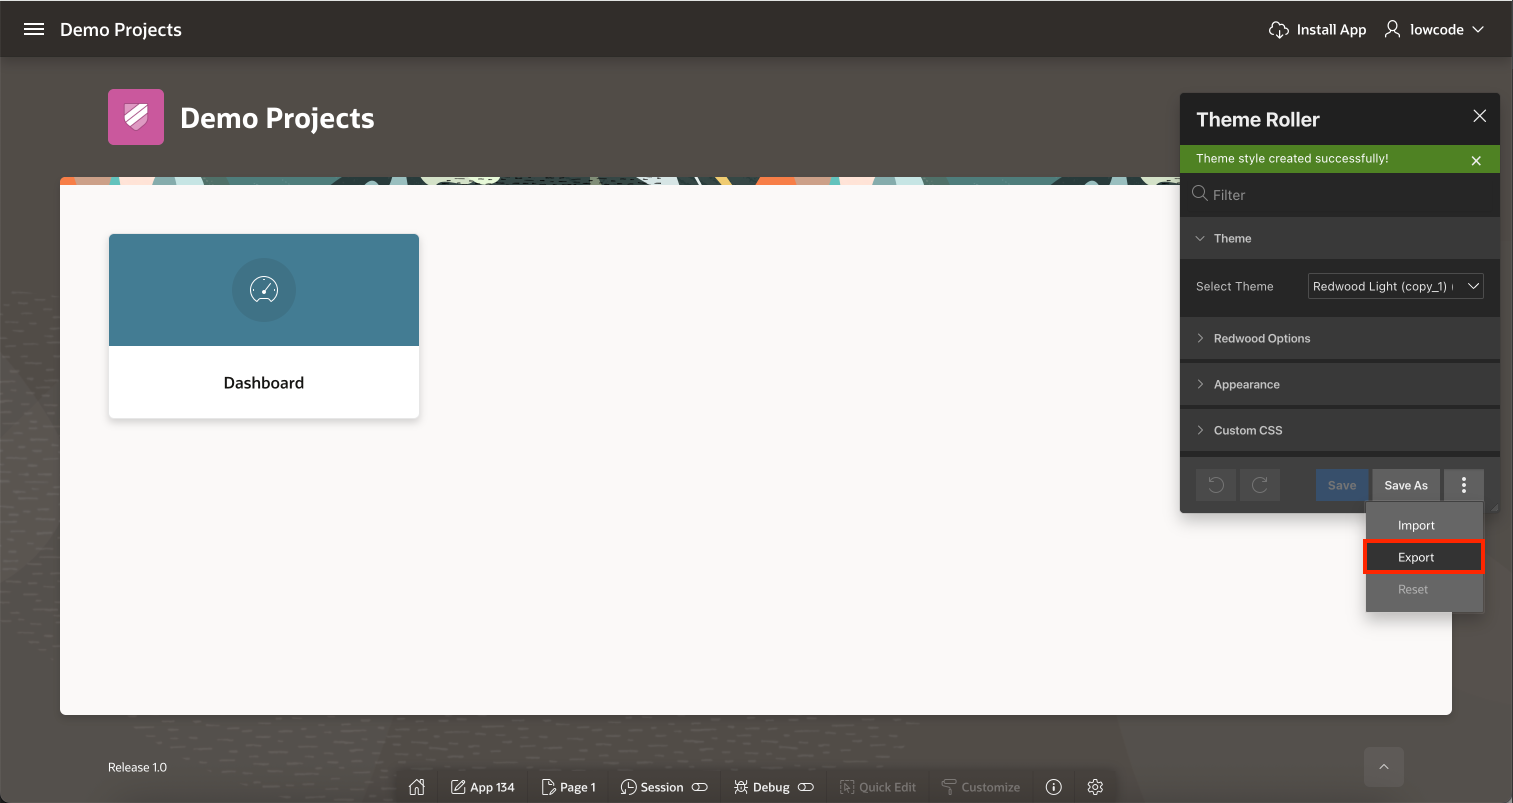 Demo Projects
Install App
lowcode
Demo Projects
Theme Roller
Theme style created successfully!
Filter
Theme
Select Theme
Redwood Light (copy_1) (
Redwood Options
Appearance
Custom CSS
Save
Save As
Import
Export
Reset
Dashboard
Release 1.0
App 134
Page 1
Session
Debug
Quick Edit
Customize